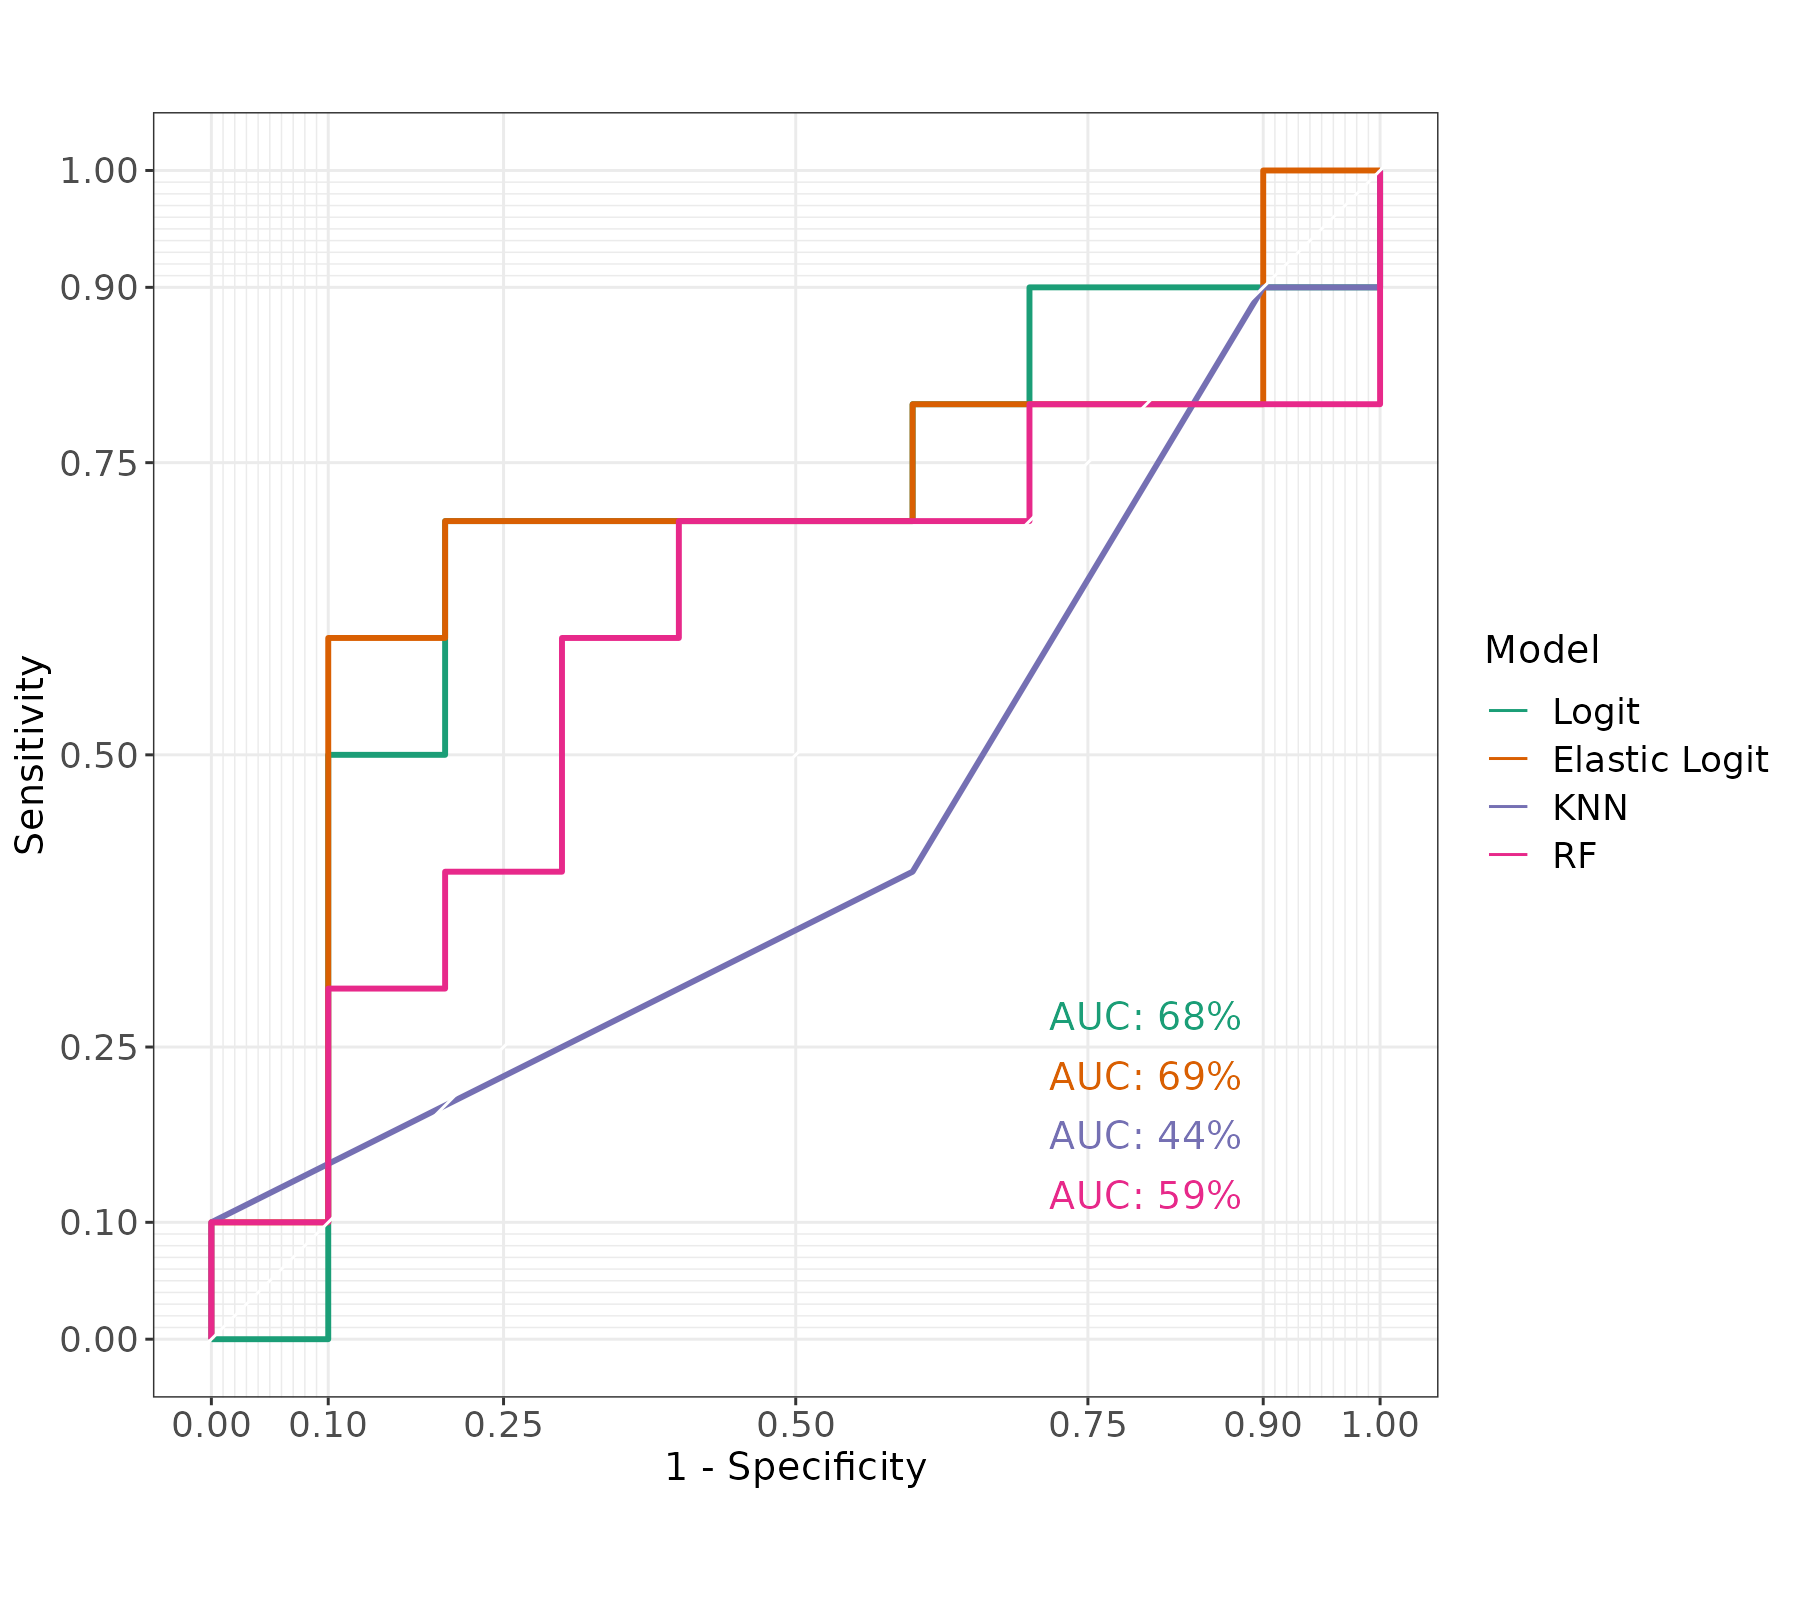 1.00
0.90
0.75
0.50
0.25
0.10
0.00
Sensitivity
0.00 0.10 0.25 0.50 0.75 0.90 1.00
1 - Specificity
AUC: 68%
AUC: 69%
AUC: 44%
AUC: 59%
Model
Logit
Elastic Logit
KNN
RF